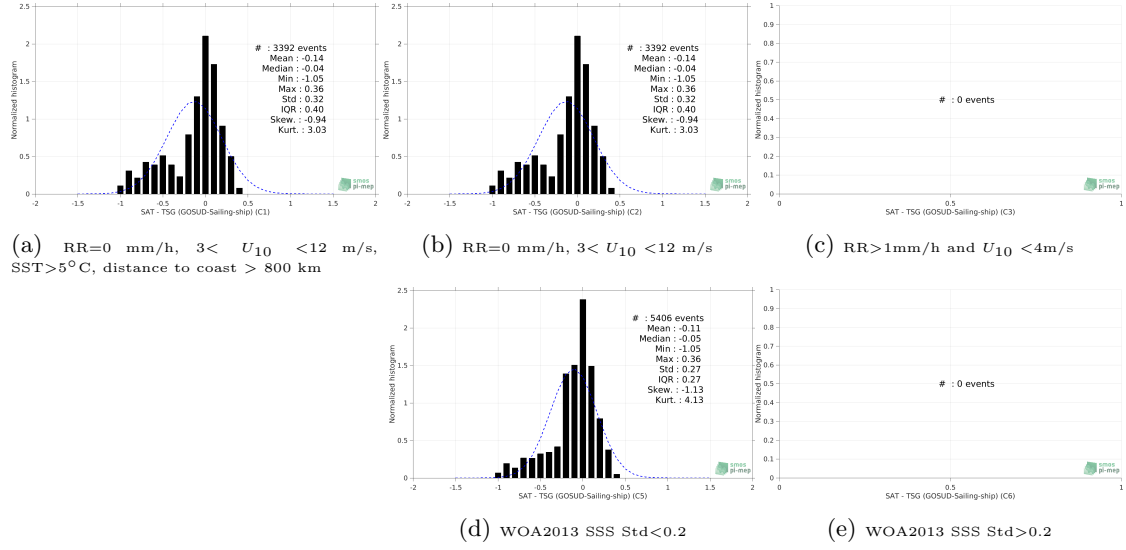 2.5
2
1.5
1
0.5
0
Normalized histogram
# : 3392 events
Mean : -0.14
Median : -0.04
Min : -1.05
Max : 0.36
Std : 0.32
IQR : 0.40
Skew. : -0.94
Kurt. : 3.03
smos
pi-mep
-2 -1.5 -1 -0.5 0 0.5 1 1.5 2
SAT - TSG (GOSUD-Sailing-ship) (C1)
(a) RR=0 mm/h, 3< U10 <12 m/s,
SST>5°C, distance to coast > 800 km
2.5
2
1.5
1
0.5
0
Normalized histogram
# : 3392 events
Mean : -0.14
Median : -0.04
Min : -1.05
Max : 0.36
Std : 0.32
IQR : 0.40
Skew. : -0.94
Kurt. : 3.03
smos
pi-mep
-2 -1.5 -1 -0.5 0 0.5 1 1.5 2
SAT - TSG (GOSUD-Sailing-ship) (C2)
(b) RR=0 mm/h, 3< U10 <12 m/s
1
0.9
0.8
0.7
0.6
0.5
0.4
0.3
0.2
0.1
0
Normalized histogram
# : 0 events
smos
pi-mep
0 0.5 1
SAT - TSG (GOSUD-Sailing-ship) (C3)
(c) RR>1mm/h and U10 <4m/s
2.5
2
1.5
1
0.5
0
Normalized histogram
# : 5406 events
Mean : -0.11
Median : -0.05
Min : -1.05
Max : 0.36
Std : 0.27
IQR : 0.27
Skew. : -1.13
Kurt. : 4.13
smos
pi-mep
-2 -1.5 -1 -0.5 0 0.5 1 1.5 2
SAT - TSG (GOSUD-Sailing-ship) (C5)
(d) WOA2013 SSS Std<0.2
1
0.9
0.8
0.7
0.6
0.5
0.4
0.3
0.2
0.1
0
Normalized histogram
# : 0 events
smos
pi-mep
0 0.5 1
SAT - TSG (GOSUD-Sailing-ship) (C6)
(e) WOA2013 SSS Std>0.2